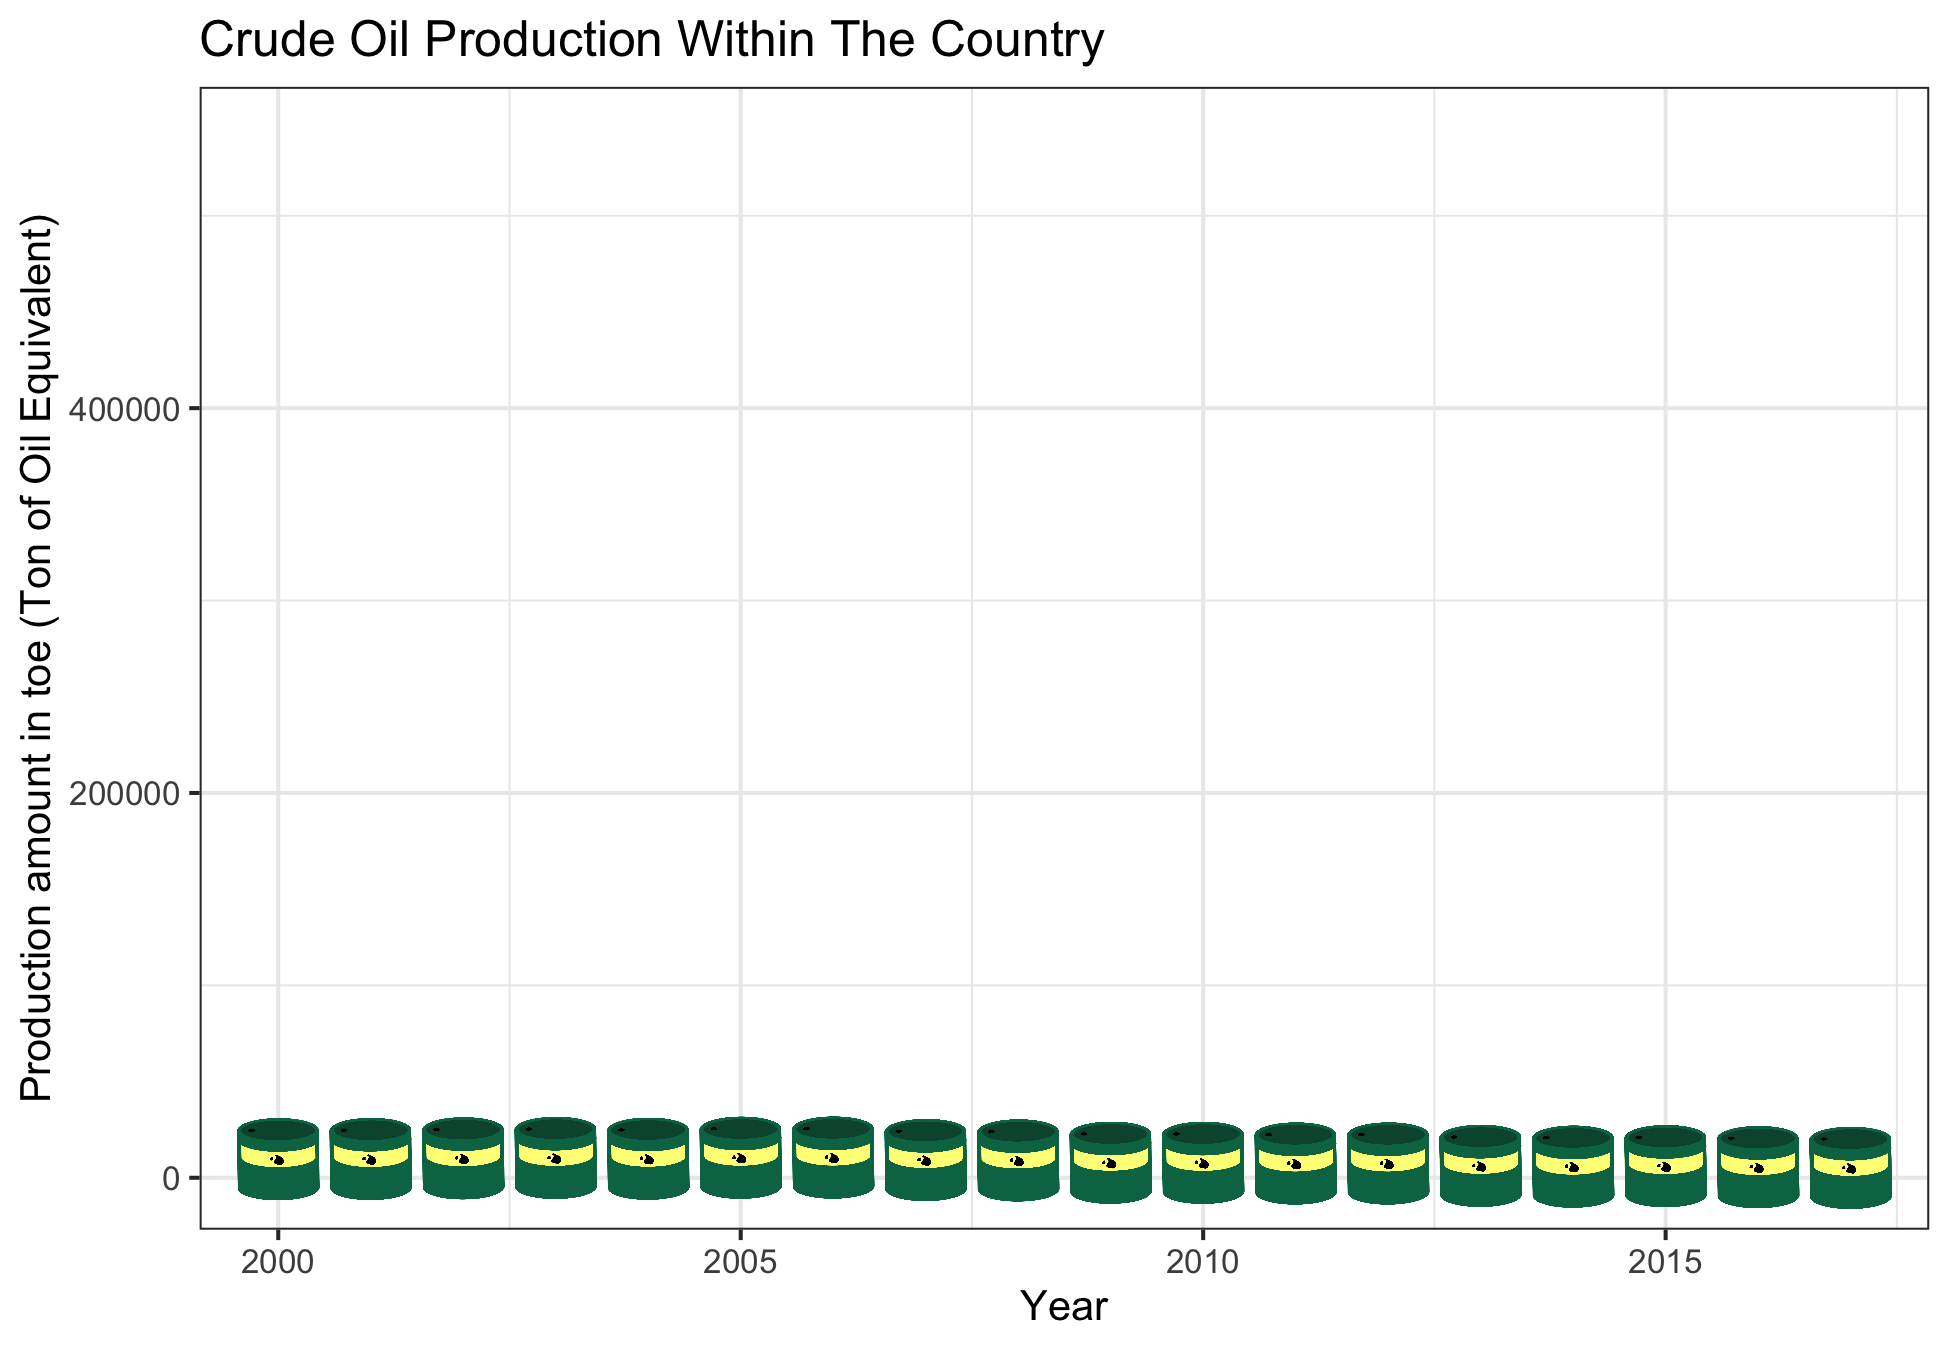 Crude Oil Production Within The Country
Production amount in toe (Ton of Oil Equivalent)
400000
200000
0
2000 2005 2010 2015
Year